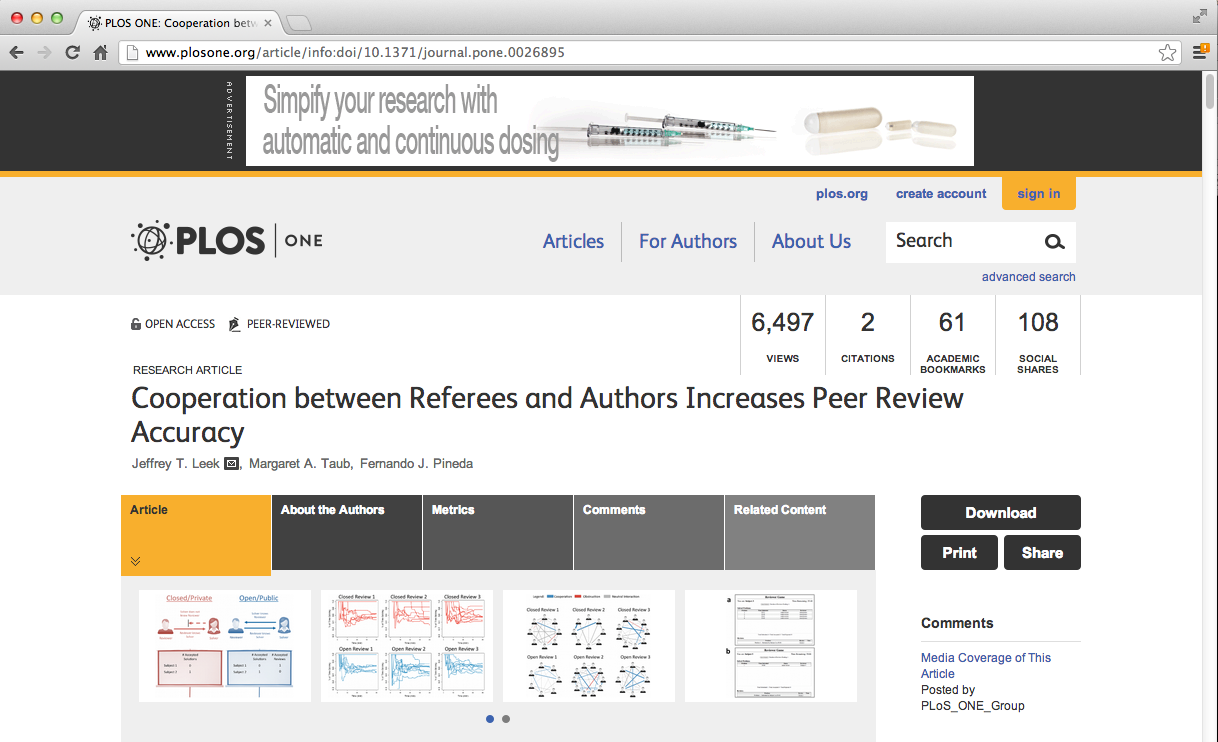 PLOS ONE: Cooperation betw
www.plosone.org/article/info:doi/10.1371/journal.pone.0026895
ADVERTISEMENT
Simpify your research with
automatic and continuous dosing
plos.org
create account
sign in
PLOS ONE
Articles
For Authors
About Us
Search
advanced search
OPEN ACCESS
PEER-REVIEWED
6,497
2
61
108
VIEWS
CITATIONS
ACADEMIC
BOOKMARKS
SOCIAL
SHARES
RESEARCH ARTICLE
Cooperation between Referees and Authors Increases Peer Review
Accuracy
Jeffrey T. Leek , Margaret A. Taub, Fernando J. Pineda
Article
About the Authors
Metrics
Comments
Related Content
Download
Print
Share
Closed/Private
Open/Public
Closed Review 1
Closed Review 2
Closed Review 3
Open Review 1
Open Review 2
Open Review 3
Closed Review 1
Closed Review 2
Closed Review 3
Open Review 1
Open Review 2
Open Review 3
a
b
Comments
Media Coverage of This
Article
Posted by
PLoS_ONE_Group